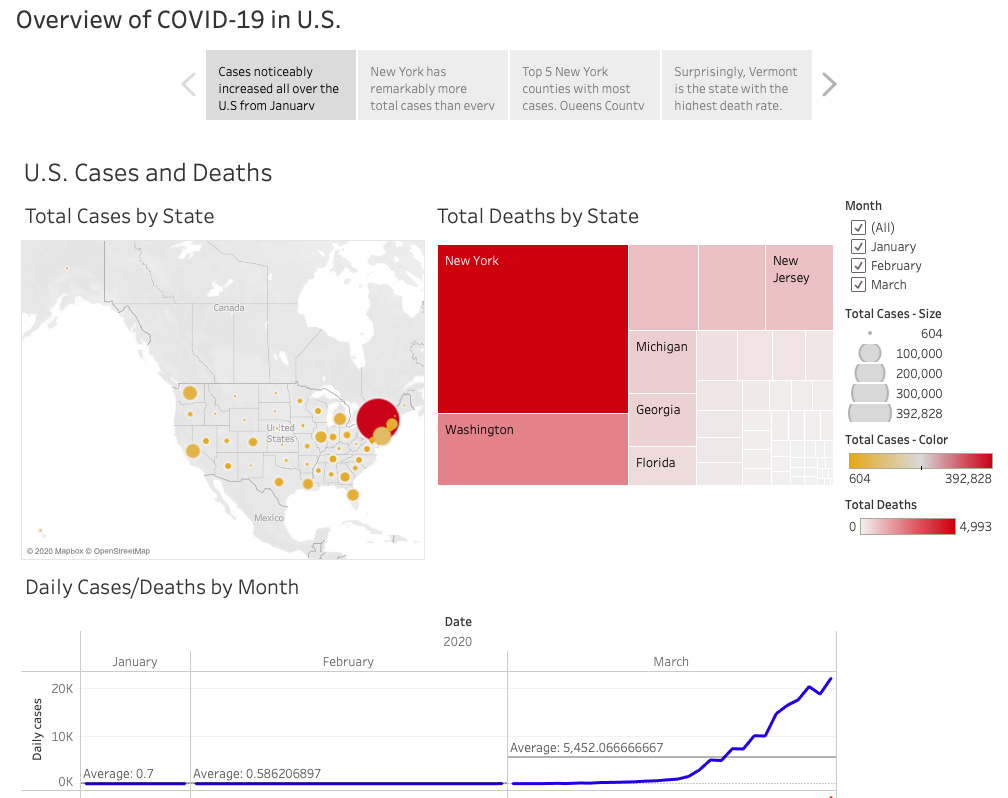 Overview of COVID-19 in U.S.
Cases noticeably
increased all over the
U.S from January
New York has
remarkably more
total cases than every
Top 5 New York
counties with most
cases. Queens County
Surprisingly, Vermont
is the state with the
highest death rate.
U.S. Cases and Deaths
Total Cases by State
Total Deaths by State
Canada
United
States
Mexico
© 2020 Mapbox © OpenStreetMap
New York
Washington
New
Jersey
Michigan
Georgia
Florida
Month
(All)
January
February
March
Total Cases - Size
604
100,000
200,000
300,000
392,828
Total Cases - Color
604 392,828
Total Deaths
0 4,993
Daily Cases/Deaths by Month
Date
2020
January February March
Daily cases
20K
10K
0K
Average: 0.7
Average: 0.586206897
Average: 5,452.066666667